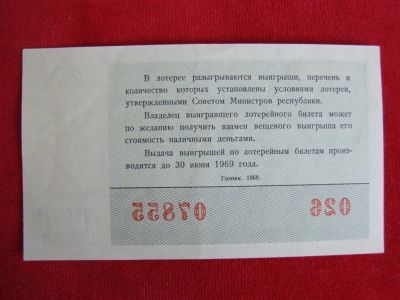 В лотерее разыгрываются выигрыши, перечень и
количество которых установлены условиями лотереи,
утвержденными Советом Министров республики.
Владелец выигравшего лотерейного билета может
по желанию получить взамен вещевого выигрыша его
стоимость наличными деньгами.
Выдача выигрышей по лотерейным билетам произ-
водится до 30 июня 1969 года.
Гознак. 1968.
07855 026